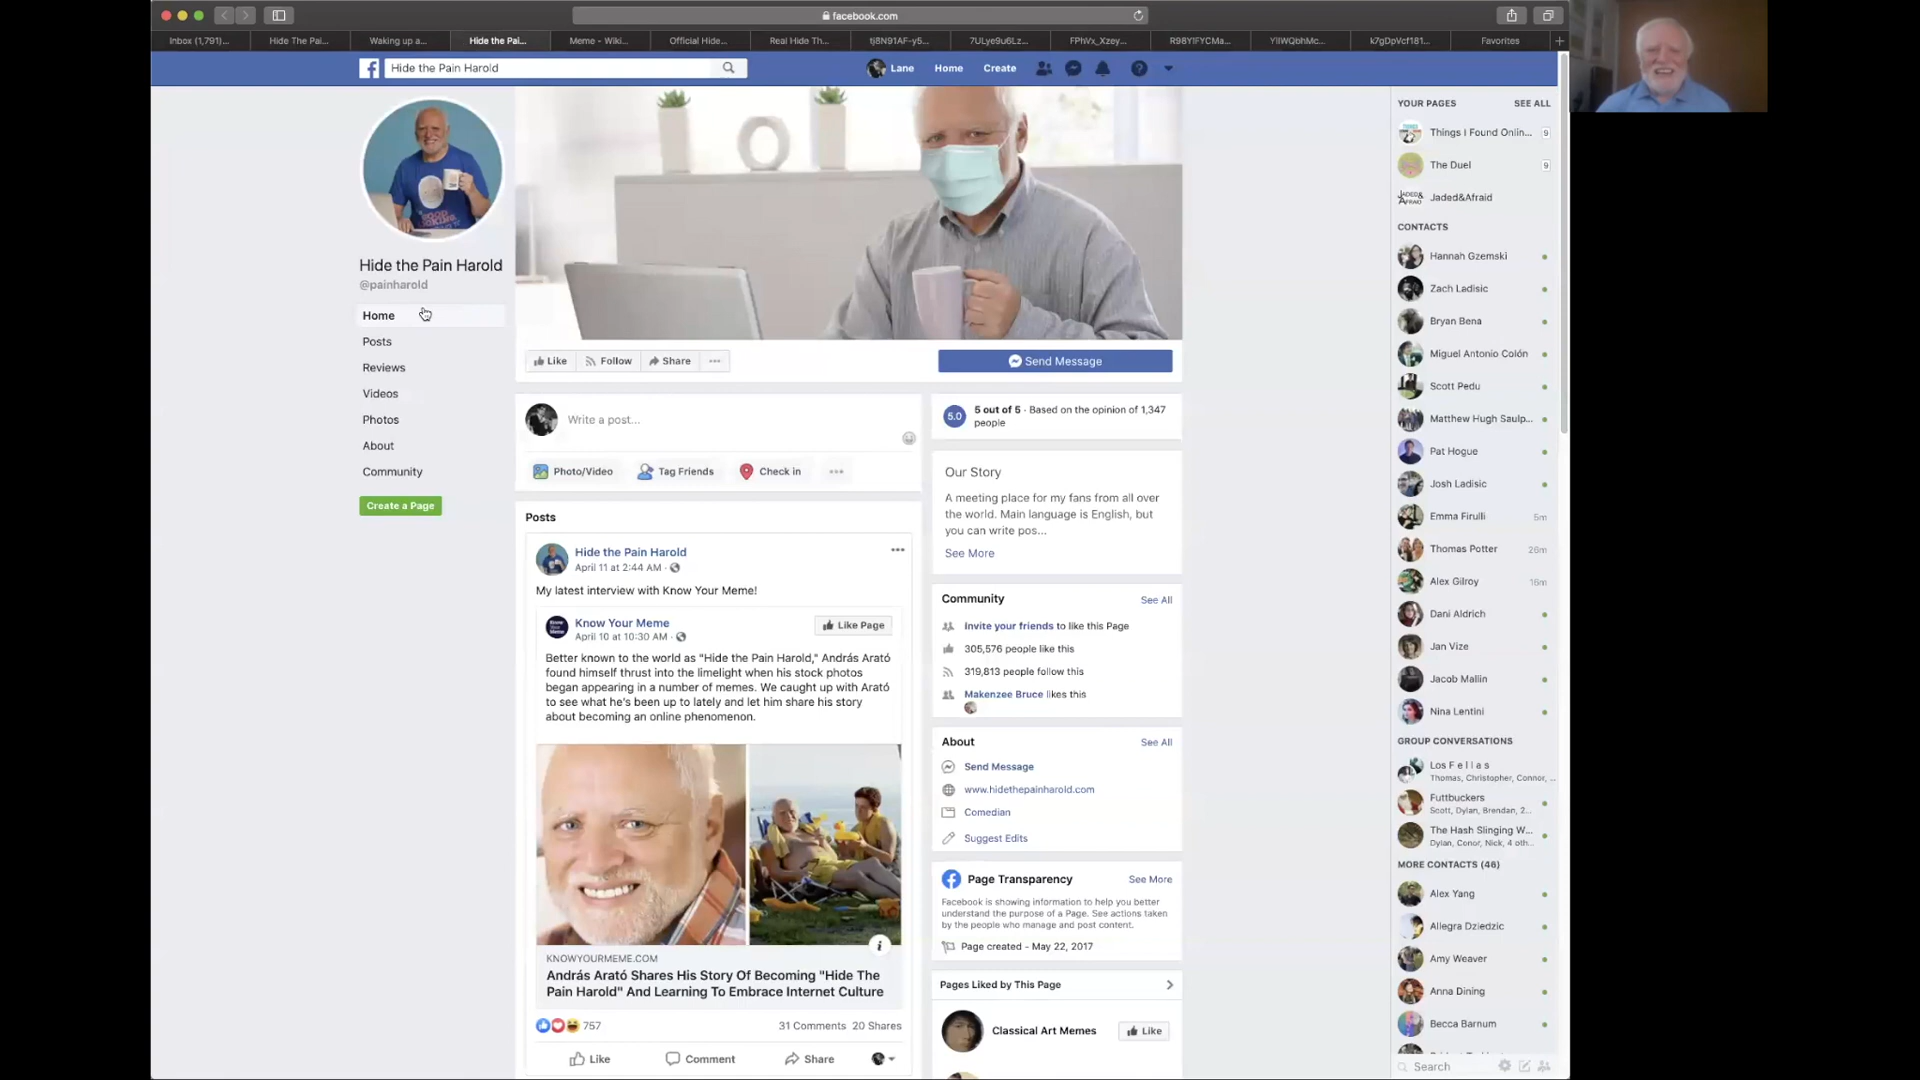 facebook.com
Inbox (1,791)...
Hide The Pai...
Waking up a...
Hide the Pai...
Meme - Wiki...
Official Hide...
Real Hide Th...
tj8N91AF-y5...
7ULye9u6Lz...
FPhVx_Xzey...
R98YIFYCMa...
YlIWQbhMc...
k7gDpVcf181...
Favorites
Hide the Pain Harold
Lane
Home
Create
Hide the Pain Harold
@painharold
Home
Posts
Reviews
Videos
Photos
About
Community
Create a Page
Like
Follow
Share
Send Message
Write a post...
Photo/Video
Tag Friends
Check in
Posts
Hide the Pain Harold
April 11 at 2:44 AM ·
My latest interview with Know Your Meme!
Know Your Meme
April 10 at 10:30 AM ·
Like Page
Better known to the world as "Hide the Pain Harold," András Arató
found himself thrust into the limelight when his stock photos
began appearing in a number of memes. We caught up with Arató
to see what he's been up to lately and let him share his story
about becoming an online phenomenon.
KNOWYOURMEME.COM
András Arató Shares His Story Of Becoming "Hide The
Pain Harold" And Learning To Embrace Internet Culture
757
31 Comments 20 Shares
Like
Comment
Share
5.0
5 out of 5 · Based on the opinion of 1,347
people
Our Story
A meeting place for my fans from all over
the world. Main language is English, but
you can write pos...
See More
Community
See All
Invite your friends to like this Page
305,576 people like this
319,813 people follow this
Makenzee Bruce likes this
About
See All
Send Message
www.hidethepainharold.com
Comedian
Suggest Edits
Page Transparency
See More
Facebook is showing information to help you better
understand the purpose of a Page. See actions taken
by the people who manage and post content.
Page created - May 22, 2017
Pages Liked by This Page
Classical Art Memes
Like
YOUR PAGES
SEE ALL
Things I Found Onlin...
9
The Duel
9
Jaded&Afraid
CONTACTS
Hannah Gzemski
Zach Ladisic
Bryan Bena
Miguel Antonio Colón
Scott Pedu
Matthew Hugh Saulp...
Pat Hogue
Josh Ladisic
Emma Firulli
5m
Thomas Potter
26m
Alex Gilroy
16m
Dani Aldrich
Jan Vize
Jacob Mallin
Nina Lentini
GROUP CONVERSATIONS
Los F e l l a s
Thomas, Christopher, Connor, ...
Futtbuckers
Scott, Dylan, Brendan, 2...
The Hash Slinging W...
Dylan, Conor, Nick, 4 oth...
MORE CONTACTS (46)
Alex Yang
Allegra Dziedzic
Amy Weaver
Anna Dining
Becca Barnum
Search